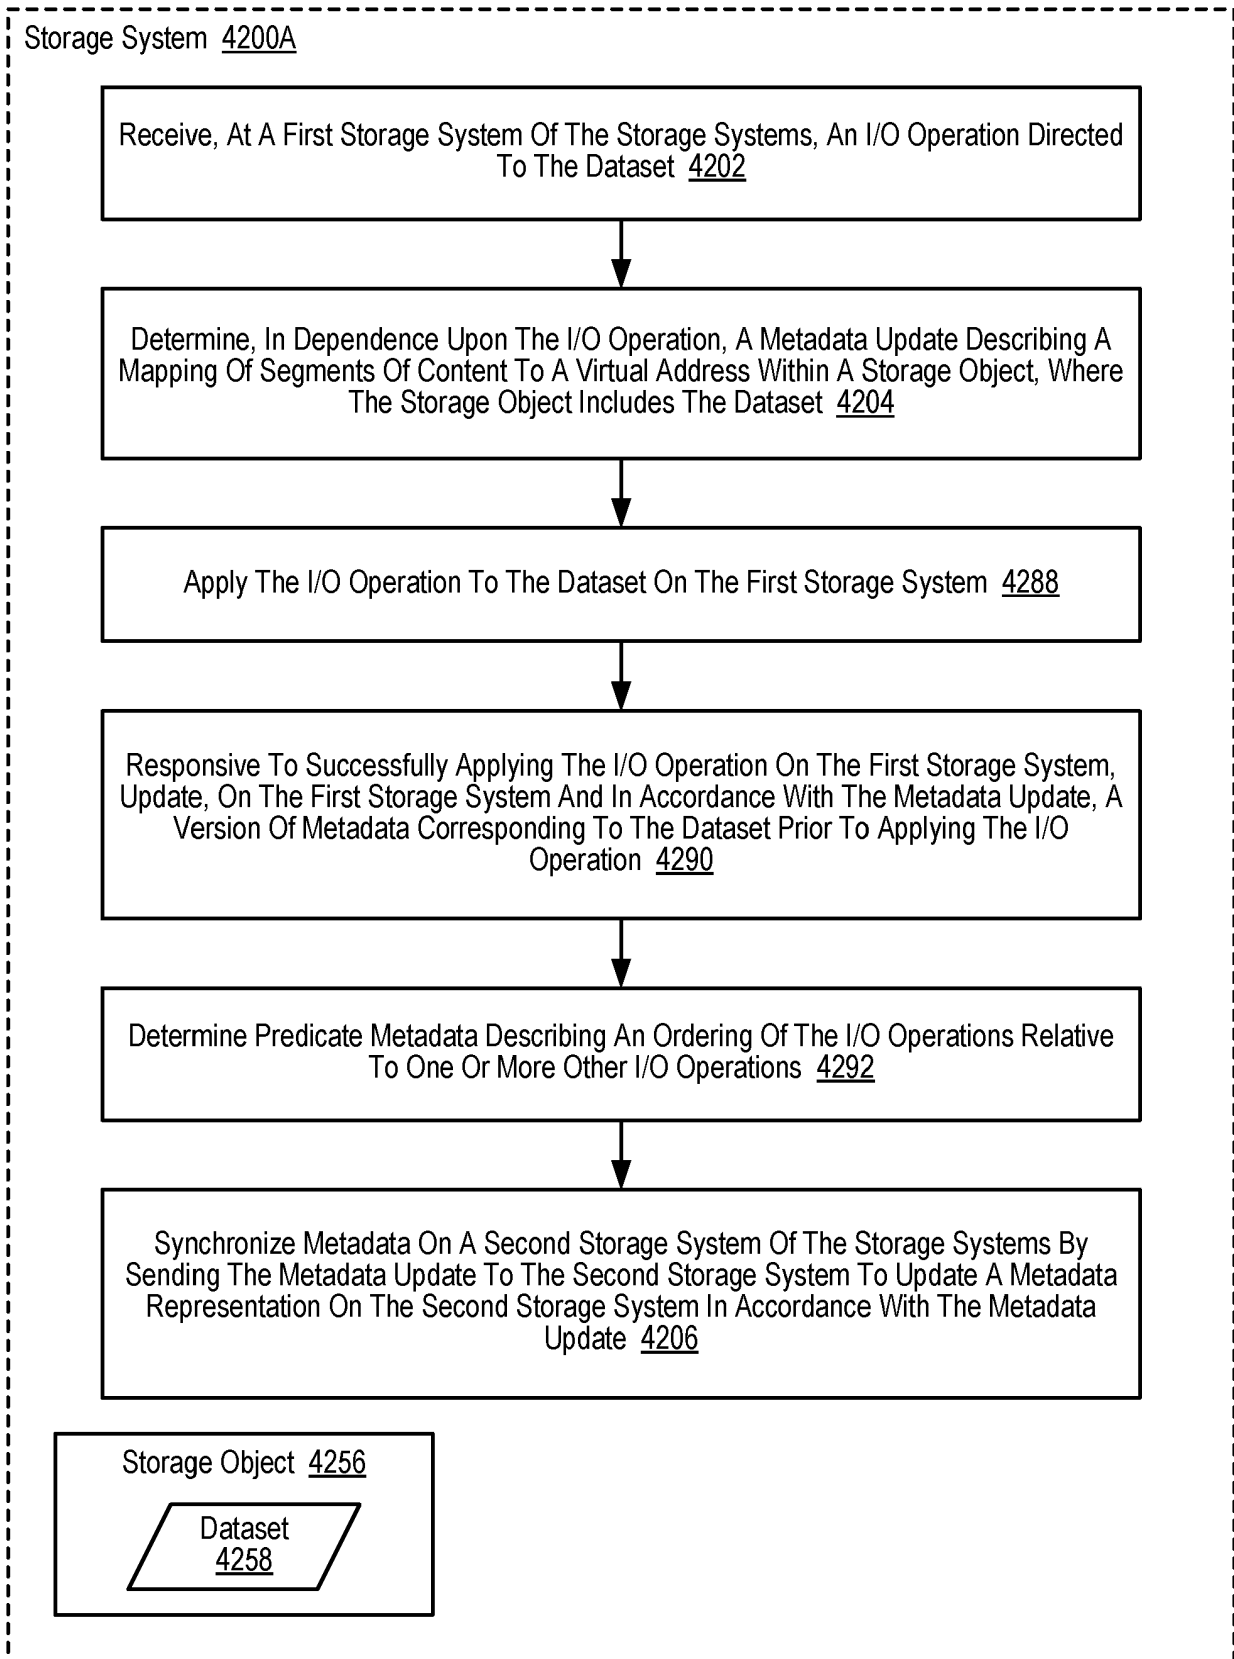 Storage System 4200A
Receive, At A First Storage System Of The Storage Systems, An I/O Operation Directed
To The Dataset 4202
Determine, In Dependence Upon The I/O Operation, A Metadata Update Describing A
Mapping Of Segments Of Content To A Virtual Address Within A Storage Object, Where
The Storage Object Includes The Dataset 4204
Apply The I/O Operation To The Dataset On The First Storage System 4288
Responsive To Successfully Applying The I/O Operation On The First Storage System,
Update, On The First Storage System And In Accordance With The Metadata Update, A
Version Of Metadata Corresponding To The Dataset Prior To Applying The I/O
Operation 4290
Determine Predicate Metadata Describing An Ordering Of The I/O Operations Relative
To One Or More Other I/O Operations 4292
Synchronize Metadata On A Second Storage System Of The Storage Systems By
Sending The Metadata Update To The Second Storage System To Update A Metadata
Representation On The Second Storage System In Accordance With The Metadata
Update 4206
Storage Object 4256
Dataset
4258